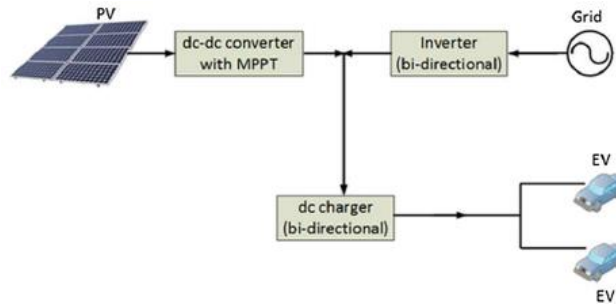 PV
dc-dc converter
with MPPT
Inverter
(bi-directional)
Grid
EV
dc charger
(bi-directional)
EV